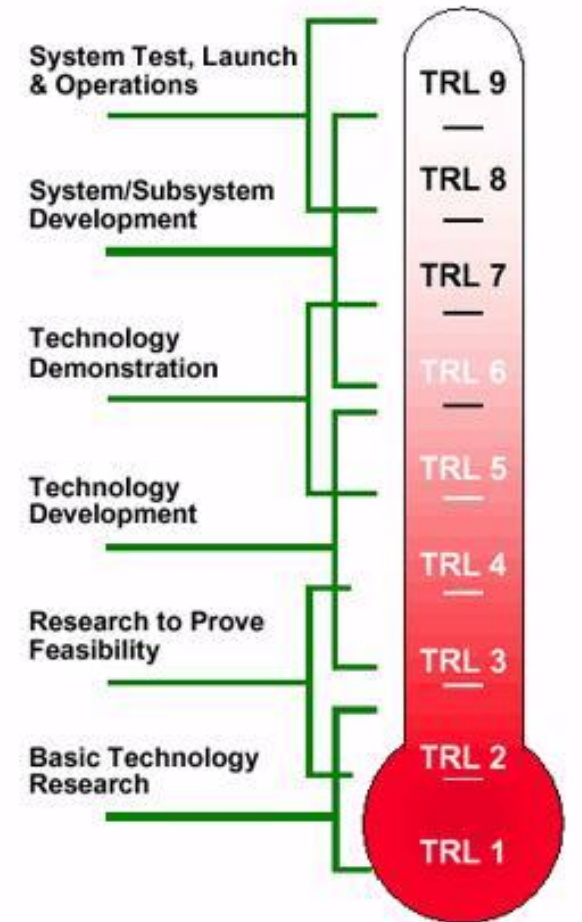 System Test, Launch
& Operations
System/Subsystem
Development
Technology
Demonstration
Technology
Development
Research to Prove
Feasibility
Basic Technology
Research
TRL 9
TRL 8
TRL 7
TRL 6
TRL 5
TRL 4
TRL 3
TRL 2
TRL 1